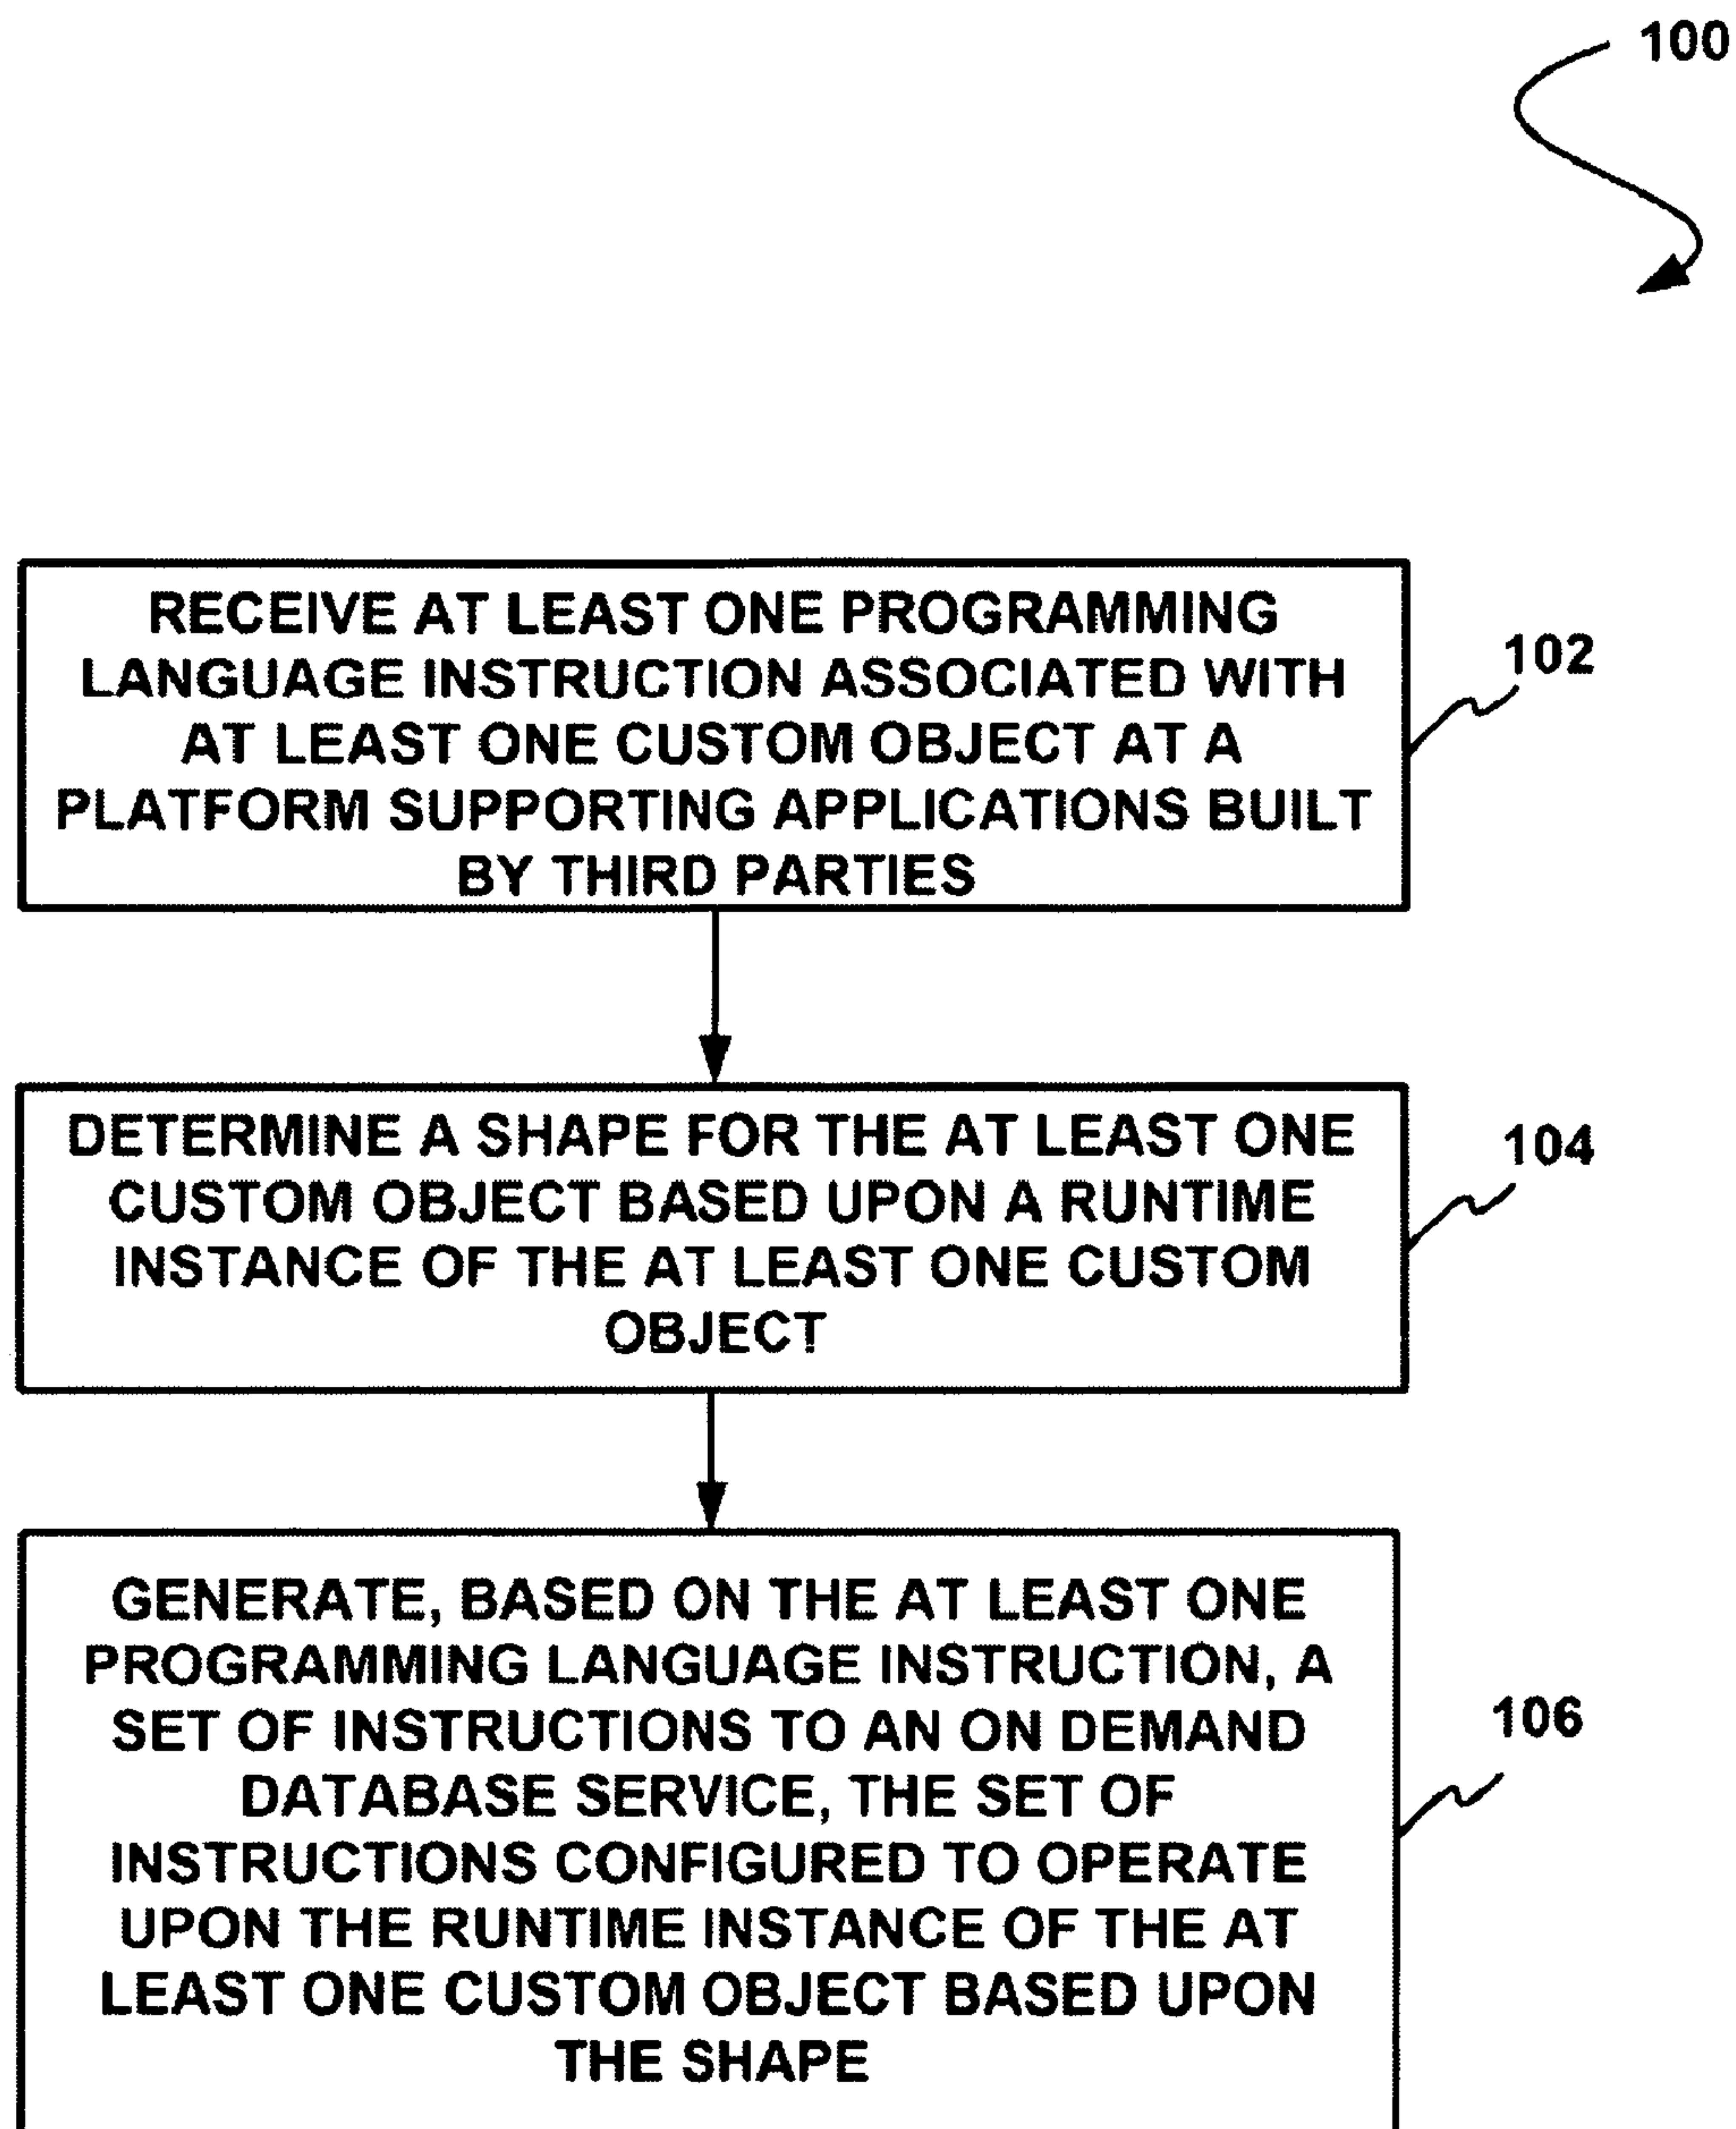 100
RECEIVE AT LEAST ONE PROGRAMMING
LANGUAGE INSTRUCTION ASSOCIATED WITH
AT LEAST ONE CUSTOM OBJECT AT A
PLATFORM SUPPORTING APPLICATIONS BUILT
BY THIRD PARTIES
102
DETERMINE A SHAPE FOR THE AT LEAST ONE
CUSTOM OBJECT BASED UPON A RUNTIME
INSTANCE OF THE AT LEAST ONE CUSTOM
OBJECT
104
GENERATE, BASED ON THE AT LEAST ONE
PROGRAMMING LANGUAGE INSTRUCTION, A
SET OF INSTRUCTIONS TO AN ON DEMAND
DATABASE SERVICE, THE SET OF
INSTRUCTIONS CONFIGURED TO OPERATE
UPON THE RUNTIME INSTANCE OF THE AT
LEAST ONE CUSTOM OBJECT BASED UPON
THE SHAPE
106